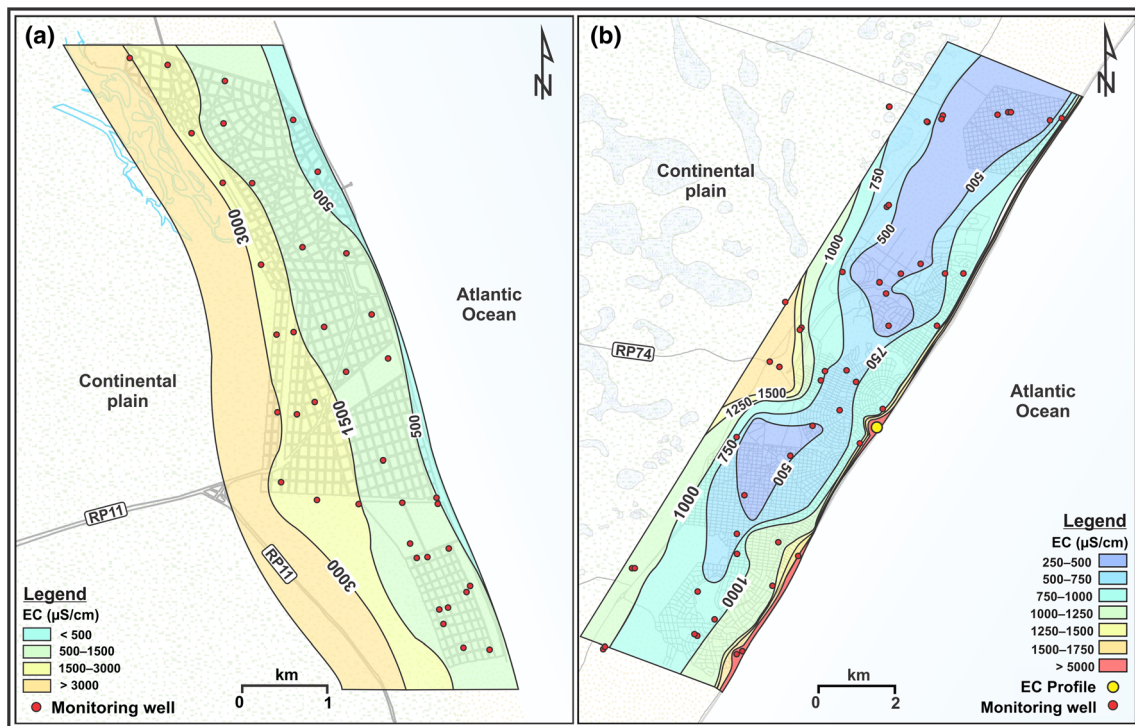 (a)
N
3000
500
Atlantic
Ocean
Continental
plain
1500
500
RP11
RP11
3000
Legend
EC (µS/cm)
< 500
500–1500
1500–3000
> 3000
Monitoring well
km
0 1
(b)
N
Continental
plain
750
500
1000
500
RP74
750
1250 1500
Atlantic
Ocean
750
500
1000
1000
Legend
EC (µS/cm)
250–500
500–750
750–1000
1000–1250
1250–1500
1500–1750
> 5000
EC Profile
Monitoring well
km
0 2